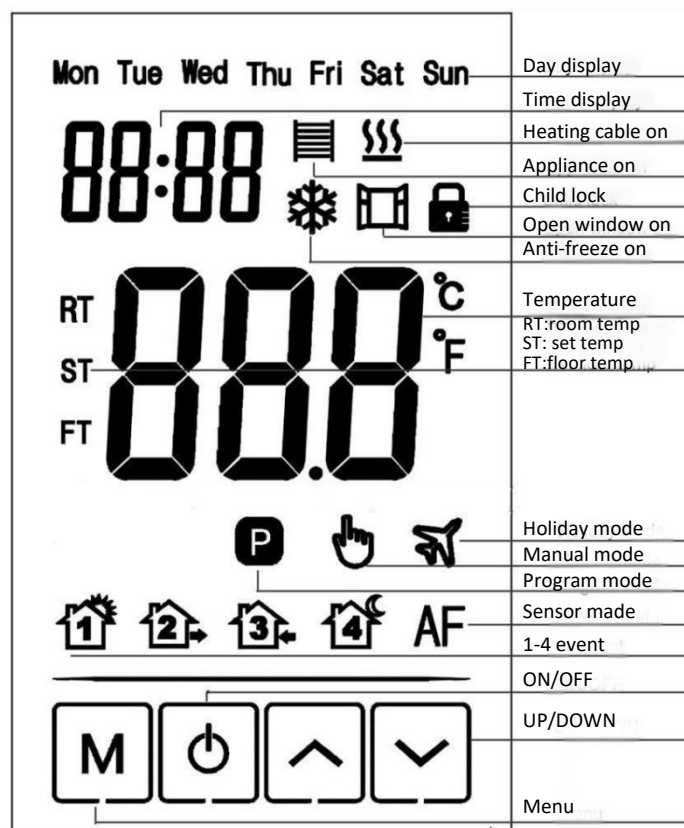 Mon Tue Wed Thu Fri Sat Sun
Day display
Time display
88:88
Heating cable on
Appliance on
Child lock
Open window on
Anti-freeze on
RT
ST
FT
88.8
°C
°F
Temperature
RT:room temp
ST: set temp
FT:floor temp
P
Holiday mode
Manual mode
Program mode
1
2
3
4
AF
Sensor made
1-4 event
ON/OFF
M
UP/DOWN
Menu